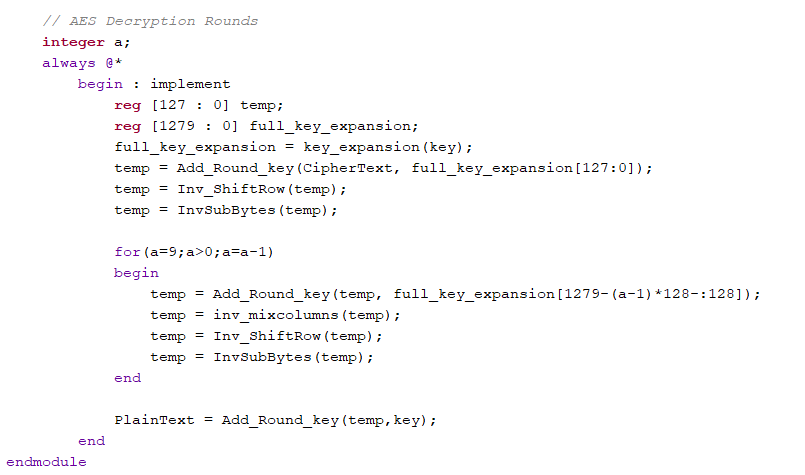 // AES Decryption Rounds
integer a;
always @*
begin : implement
reg [127 : 0] temp;
reg [1279 : 0] full_key_expansion;
full_key_expansion = key_expansion(key);
temp = Add_Round_key(CipherText, full_key_expansion[127:0]);
temp = Inv_ShiftRow(temp);
temp = InvSubBytes(temp);
for(a=9;a>0;a=a-1)
begin
temp = Add_Round_key(temp, full_key_expansion[1279-(a-1)*128-:128]);
temp = inv_mixcolumns(temp);
temp = Inv_ShiftRow(temp);
temp = InvSubBytes(temp);
end
PlainText = Add_Round_key(temp,key);
end
endmodule